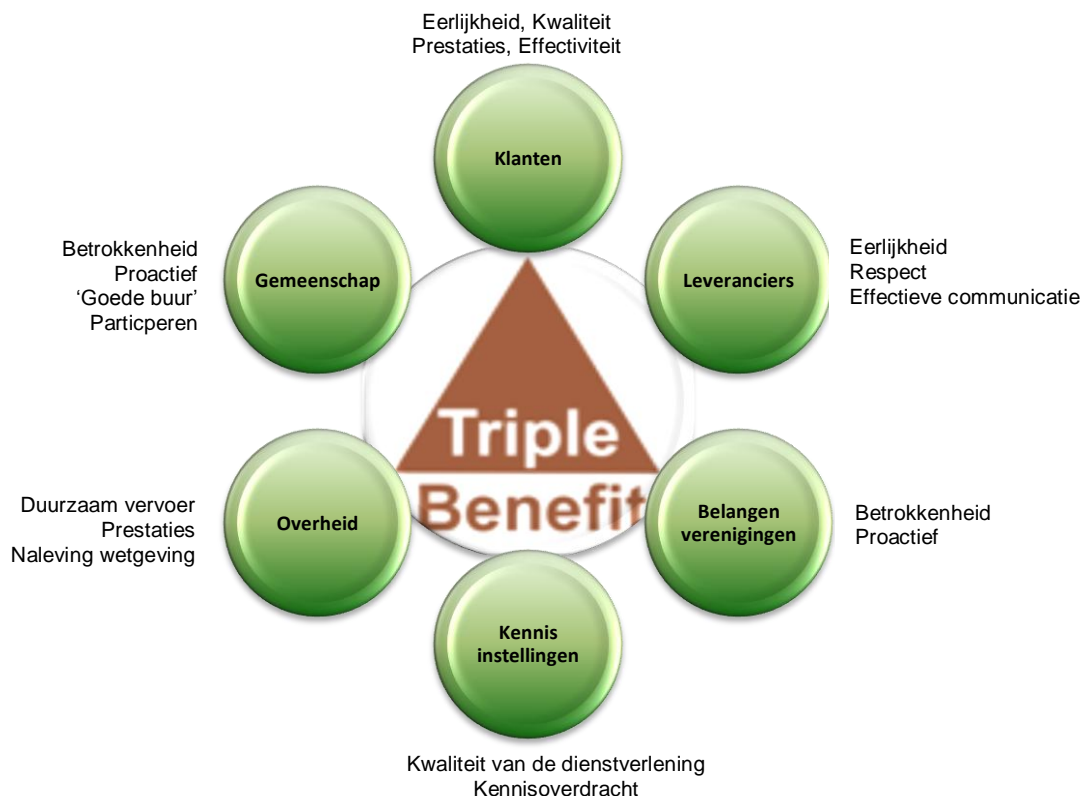 Eerlijkheid, Kwaliteit
Prestaties, Effectiviteit
Klanten
Betrokkenheid
Proactief
‘Goede buur’
Particperen
Gemeenschap
Leveranciers
Eerlijkheid
Respect
Effectieve communicatie
Triple
Benefit
Duurzaam vervoer
Prestaties
Naleving wetgeving
Overheid
Belangen
verenigingen
Betrokkenheid
Proactief
Kennis
instellingen
Kwaliteit van de dienstverlening
Kennisoverdracht